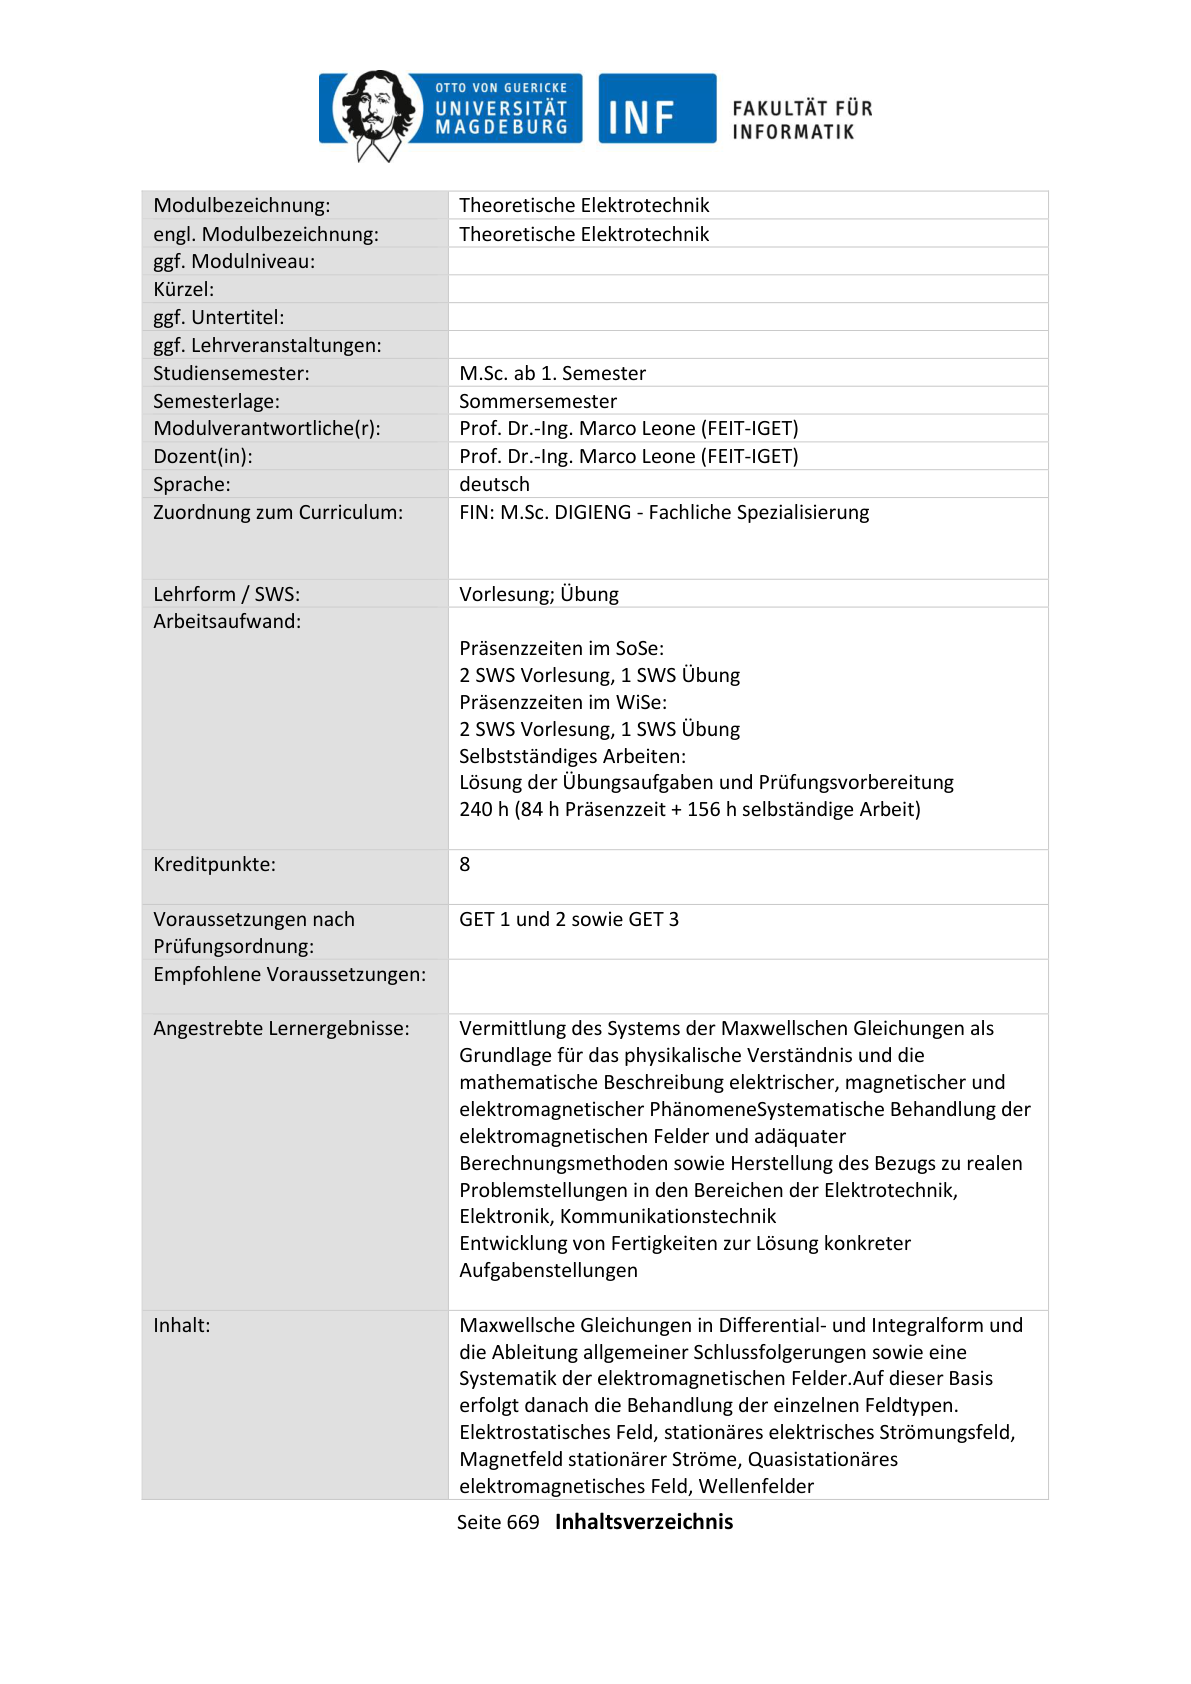 OTTO VON GUERICKE
UNIVERSITÄT
MAGDEBURG
INF
FAKULTÄT FÜR
INFORMATIK
Modulbezeichnung: Theoretische Elektrotechnik
engl. Modulbezeichnung: Theoretische Elektrotechnik
ggf. Modulniveau:
Kürzel:
ggf. Untertitel:
ggf. Lehrveranstaltungen:
Studiensemester: M.Sc. ab 1. Semester
Semesterlage: Sommersemester
Modulverantwortliche(r): Prof. Dr.-Ing. Marco Leone (FEIT-IGET)
Dozent(in): Prof. Dr.-Ing. Marco Leone (FEIT-IGET)
Sprache: deutsch
Zuordnung zum Curriculum: FIN: M.Sc. DIGIENG - Fachliche Spezialisierung
Lehrform / SWS: Vorlesung; Übung
Arbeitsaufwand:
Präsenzzeiten im SoSe:
2 SWS Vorlesung, 1 SWS Übung
Präsenzzeiten im WiSe:
2 SWS Vorlesung, 1 SWS Übung
Selbstständiges Arbeiten:
Lösung der Übungsaufgaben und Prüfungsvorbereitung
240 h (84 h Präsenzzeit + 156 h selbständige Arbeit)
Kreditpunkte: 8
Voraussetzungen nach GET 1 und 2 sowie GET 3
Prüfungsordnung:
Empfohlene Voraussetzungen:
Angestrebte Lernergebnisse: Vermittlung des Systems der Maxwellschen Gleichungen als
Grundlage für das physikalische Verständnis und die
mathematische Beschreibung elektrischer, magnetischer und
elektromagnetischer PhänomeneSystematische Behandlung der
elektromagnetischen Felder und adäquater
Berechnungsmethoden sowie Herstellung des Bezugs zu realen
Problemstellungen in den Bereichen der Elektrotechnik,
Elektronik, Kommunikationstechnik
Entwicklung von Fertigkeiten zur Lösung konkreter
Aufgabenstellungen
Inhalt: Maxwellsche Gleichungen in Differential- und Integralform und
die Ableitung allgemeiner Schlussfolgerungen sowie eine
Systematik der elektromagnetischen Felder.Auf dieser Basis
erfolgt danach die Behandlung der einzelnen Feldtypen.
Elektrostatisches Feld, stationäres elektrisches Strömungsfeld,
Magnetfeld stationärer Ströme, Quasistationäres
elektromagnetisches Feld, Wellenfelder
Seite 669 Inhaltsverzeichnis